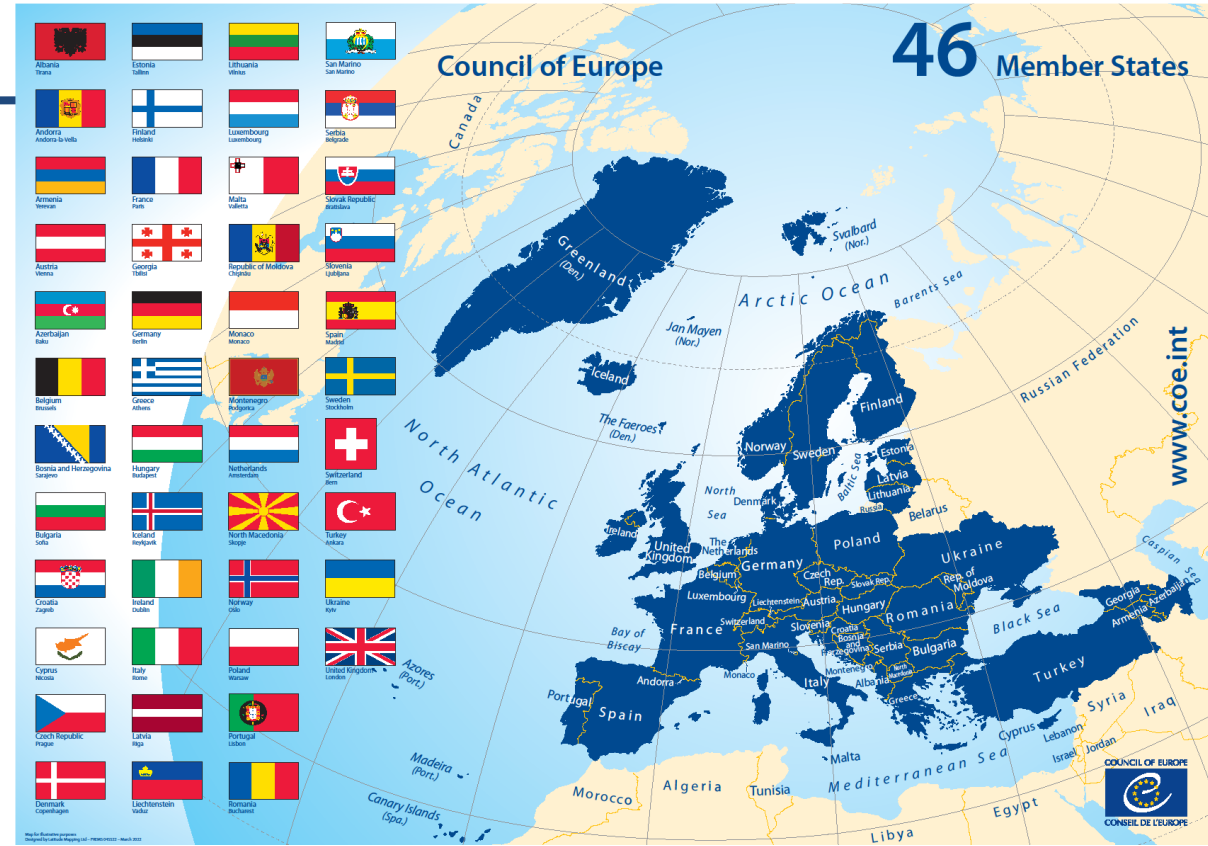 Council of Europe
46 Member States
Albania
Tirana
Andorra
Andorra-la-Vella
Armenia
Yerevan
Austria
Vienna
Azerbaijan
Baku
Belgium
Brussels
Bosnia and Herzegovina
Sarajevo
Bulgaria
Sofia
Croatia
Zagreb
Cyprus
Nicosia
Czech Republic
Prague
Denmark
Copenhagen
Estonia
Tallinn
Finland
Helsinki
France
Paris
Georgia
Tbilisi
Germany
Berlin
Greece
Athens
Hungary
Budapest
Iceland
Reykjavik
Ireland
Dublin
Italy
Rome
Latvia
Riga
Liechtenstein
Vaduz
Lithuania
Vilnius
Luxembourg
Luxembourg
Malta
Valletta
Republic of Moldova
Chişinău
Monaco
Monaco
Montenegro
Podgorica
Netherlands
Amsterdam
North Macedonia
Skopje
Norway
Oslo
Poland
Warsaw
Portugal
Lisbon
Romania
Bucharest
San Marino
San Marino
Serbia
Belgrade
Slovak Republic
Bratislava
Slovenia
Ljubljana
Spain
Madrid
Sweden
Stockholm
Switzerland
Bern
Turkey
Ankara
Ukraine
Kyiv
United Kingdom
London
Canada
Greenland
(Den.)
Svalbard
(Nor.)
Arctic Ocean
Barents Sea
Jan Mayen
(Nor.)
Iceland
The Faeroes
(Den.)
North Atlantic
Ocean
Russian Federation
www.coe.int
Finland
Norway
Sweden
Estonia
Baltic Sea
Latvia
Lithuania
Russia
Belarus
North
Sea
Denmark
Ireland
United
Kingdom
The
Netherlands
Poland
Germany
Ukraine
Belgium
Czech
Rep.
Slovak Rep.
Rep. of
Moldova
Luxembourg
Liechtenstein
Austria
Hungary
Romania
Caspian Sea
Georgia
Armenia
Azerbaijan
Black Sea
France
Switzerland
Slovenia
Croatia
Bosnia
and
Herzegovina
Serbia
Bulgaria
Bay of
Biscay
San Marino
Monaco
Italy
Montenegro
North
Macedonia
Albania
Greece
Turkey
Azores
(Port.)
Andorra
Portugal
Spain
Syria
Iraq
Cyprus
Lebanon
Israel
Jordan
Malta
Mediterranean Sea
Madeira
(Port.)
Canary Islands
(Spa.)
Morocco
Algeria
Tunisia
Libya
Egypt
COUNCIL OF EUROPE
CONSEIL DE L'EUROPE
Map for illustrative purposes